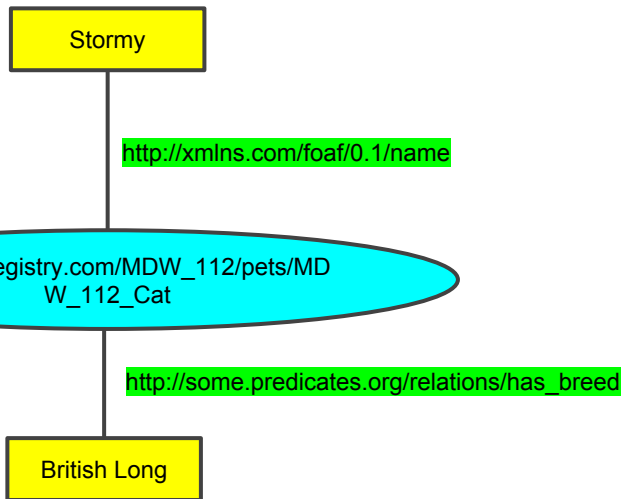 Stormy
http://xmlns.com/foaf/0.1/name
egistry.com/MDW_112/pets/MD
W_112_Cat
http://some.predicates.org/relations/has_breed
British Long